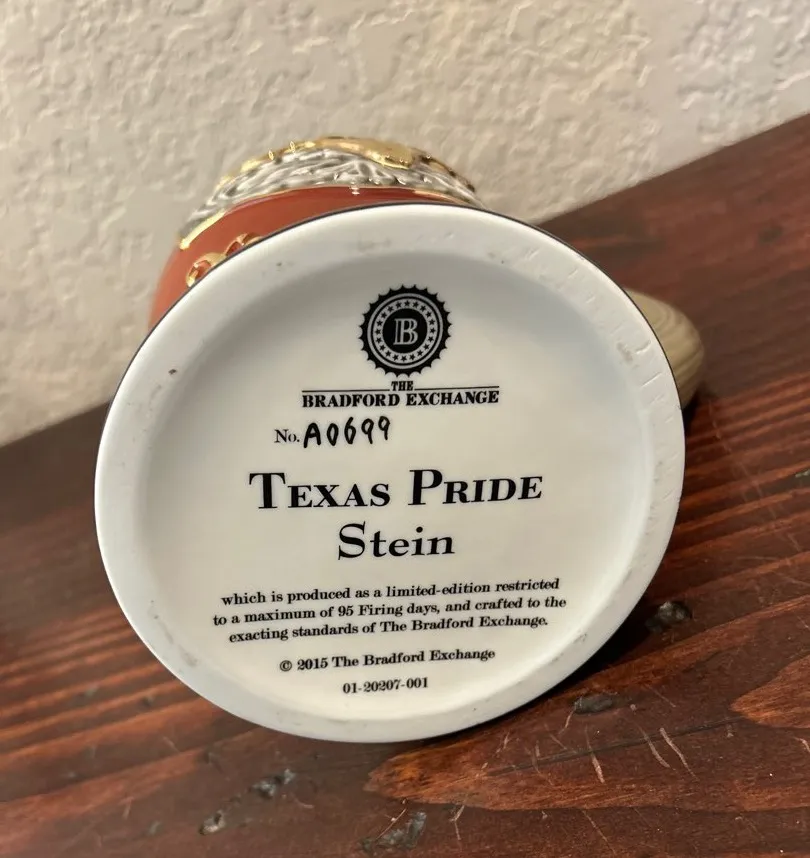 B
THE
BRADFORD EXCHANGE
No. A0699
TEXAS PRIDE
Stein
which is produced as a limited-edition restricted
to a maximum of 95 Firing days, and crafted to the
exacting standards of The Bradford Exchange.
© 2015 The Bradford Exchange
01-20207-001